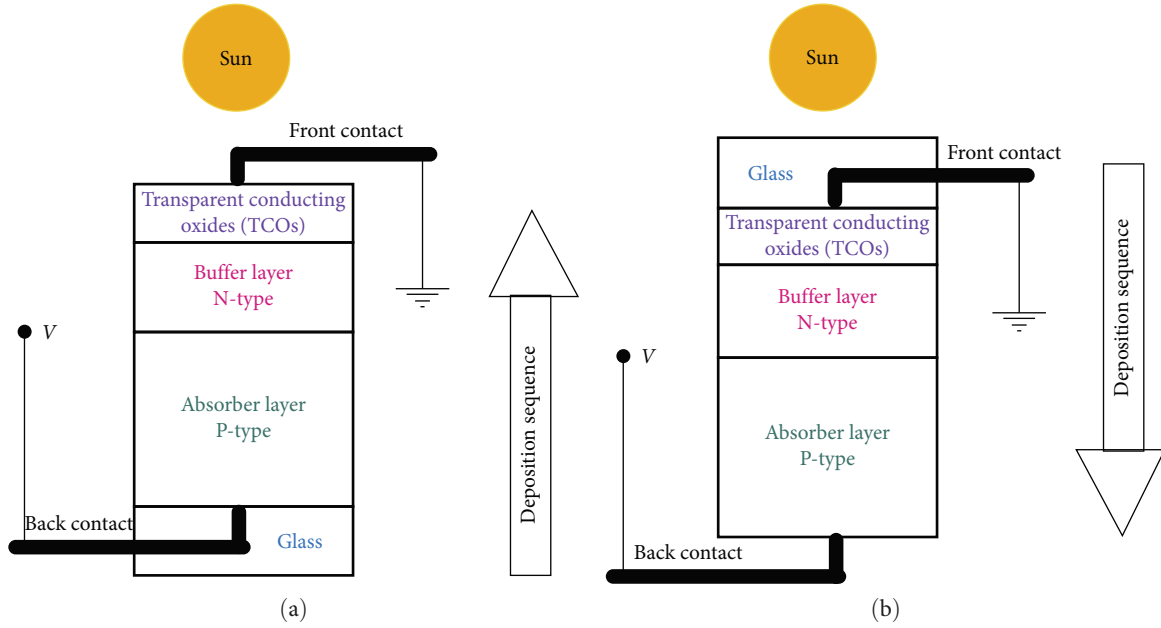 Sun
Front contact
Transparent conducting
oxides (TCOs)
Buffer layer
N-type
V
Absorber layer
P-type
Back contact
Glass
Deposition sequence
(a)
Sun
Front contact
Glass
Transparent conducting
oxides (TCOs)
Buffer layer
N-type
V
Absorber layer
P-type
Back contact
Deposition sequence
(b)